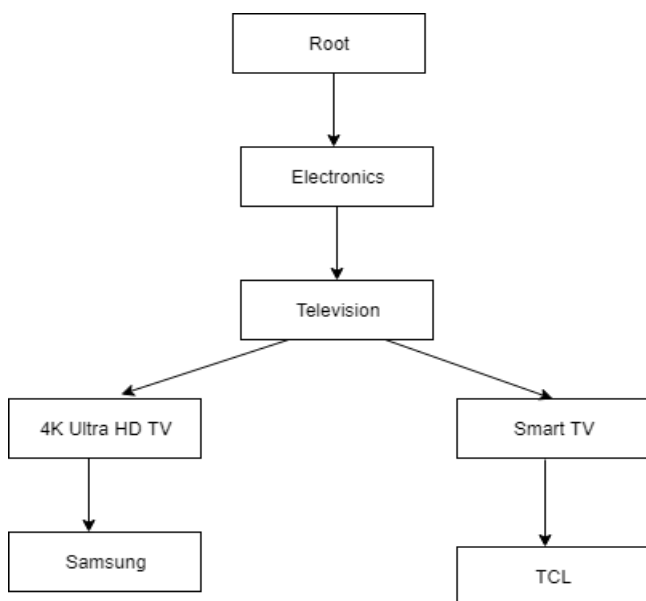 Root
Electronics
Television
4K Ultra HD TV
Smart TV
Samsung
TCL